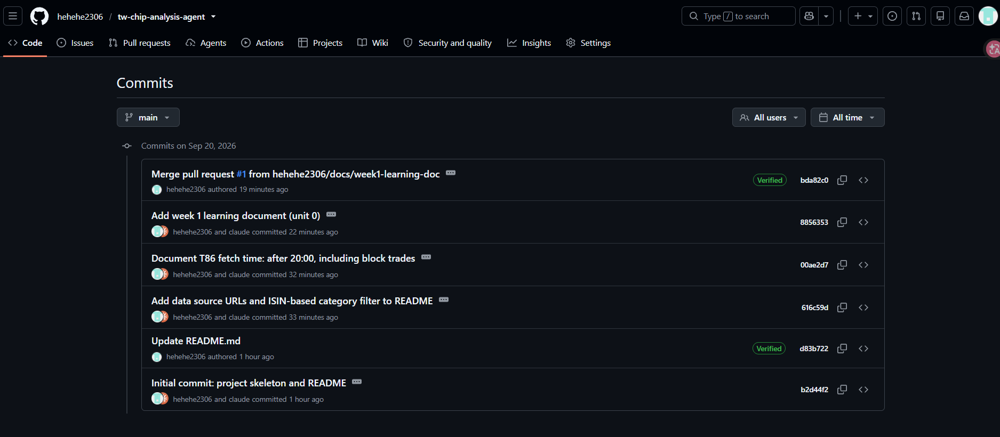 hehehe2306 / tw-chip-analysis-agent
Type / to search
Code Issues Pull requests Agents Actions Projects Wiki Security and quality Insights Settings
Commits
main
All users All time
Commits on Sep 20, 2026
Merge pull request #1 from hehehe2306/docs/week1-learning-doc
hehehe2306 authored 19 minutes ago
Verified bda82c0
Add week 1 learning document (unit 0)
hehehe2306 and claude committed 22 minutes ago
8856353
Document T86 fetch time: after 20:00, including block trades
hehehe2306 and claude committed 32 minutes ago
00ae2d7
Add data source URLs and ISIN-based category filter to README
hehehe2306 and claude committed 33 minutes ago
616c59d
Update README.md
hehehe2306 authored 1 hour ago
Verified d83b722
Initial commit: project skeleton and README
hehehe2306 and claude committed 1 hour ago
b2d44f2